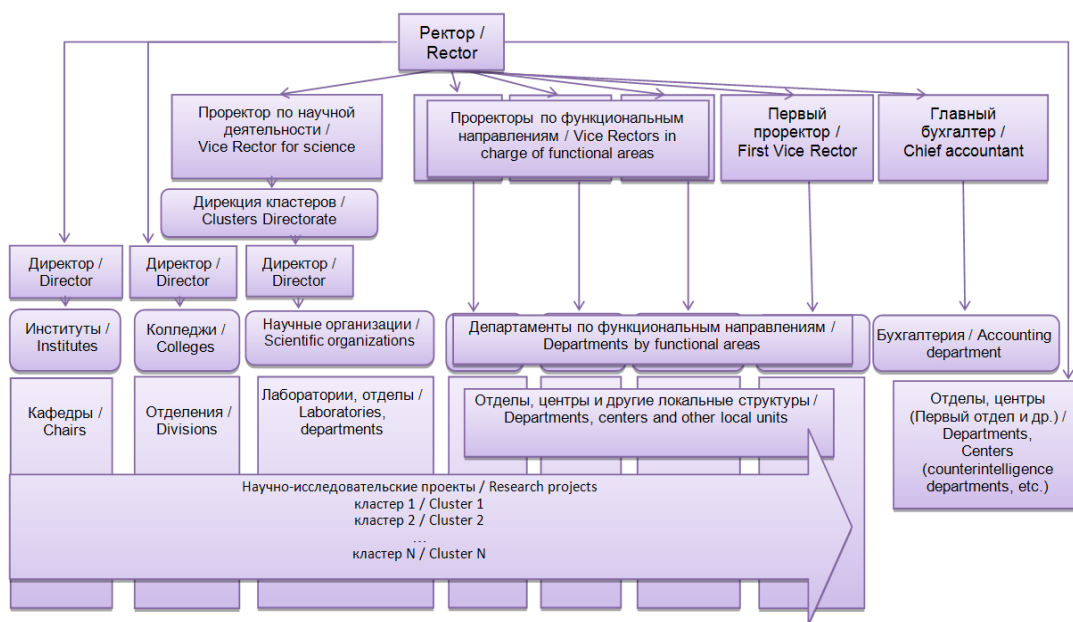 Ректор /
Rector
Проректор по научной
деятельности /
Vice Rector for science
Проректоры по функциональным
направлениям / Vice Rectors in
charge of functional areas
Первый
проректор /
First Vice Rector
Главный
бухгалтер /
Chief accountant
Дирекция кластеров /
Clusters Directorate
Директор /
Director
Директор /
Director
Директор /
Director
Институты /
Institutes
Колледжи /
Colleges
Научные организации /
Scientific organizations
Департаменты по функциональным направлениям /
Departments by functional areas
Бухгалтерия / Accounting
department
Кафедры /
Chairs
Отделения /
Divisions
Лаборатории, отделы /
Laboratories,
departments
Отделы, центры и другие локальные структуры /
Departments, centers and other local units
Отделы, центры
(Первый отдел и др.) /
Departments,
Centers
(counterintelligence
departments, etc.)
Научно-исследовательские проекты / Research projects
кластер 1 / Cluster 1
кластер 2 / Cluster 2
...
кластер N / Cluster N